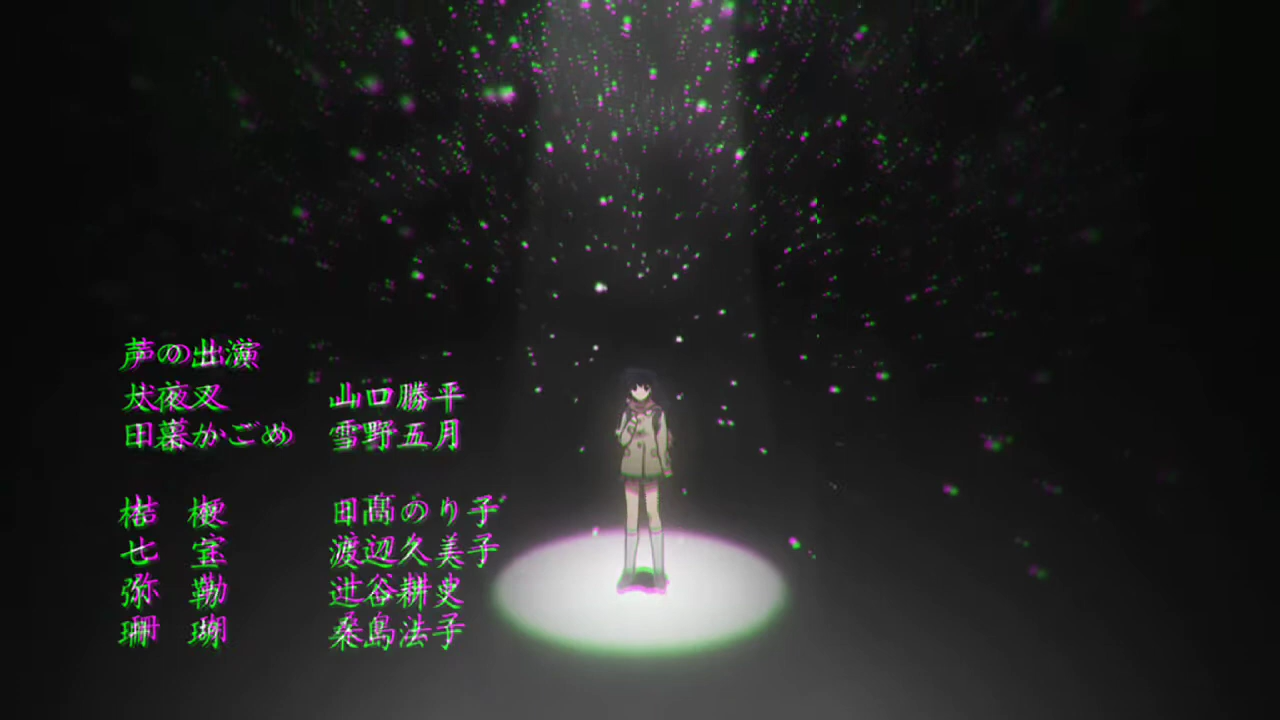 声の出演
犬夜叉 山口勝平
日暮かごめ 雪野五月
桔 梗 日髙のり子
七 宝 渡辺久美子
弥 勒 辻谷耕史
珊 瑚 桑島法子